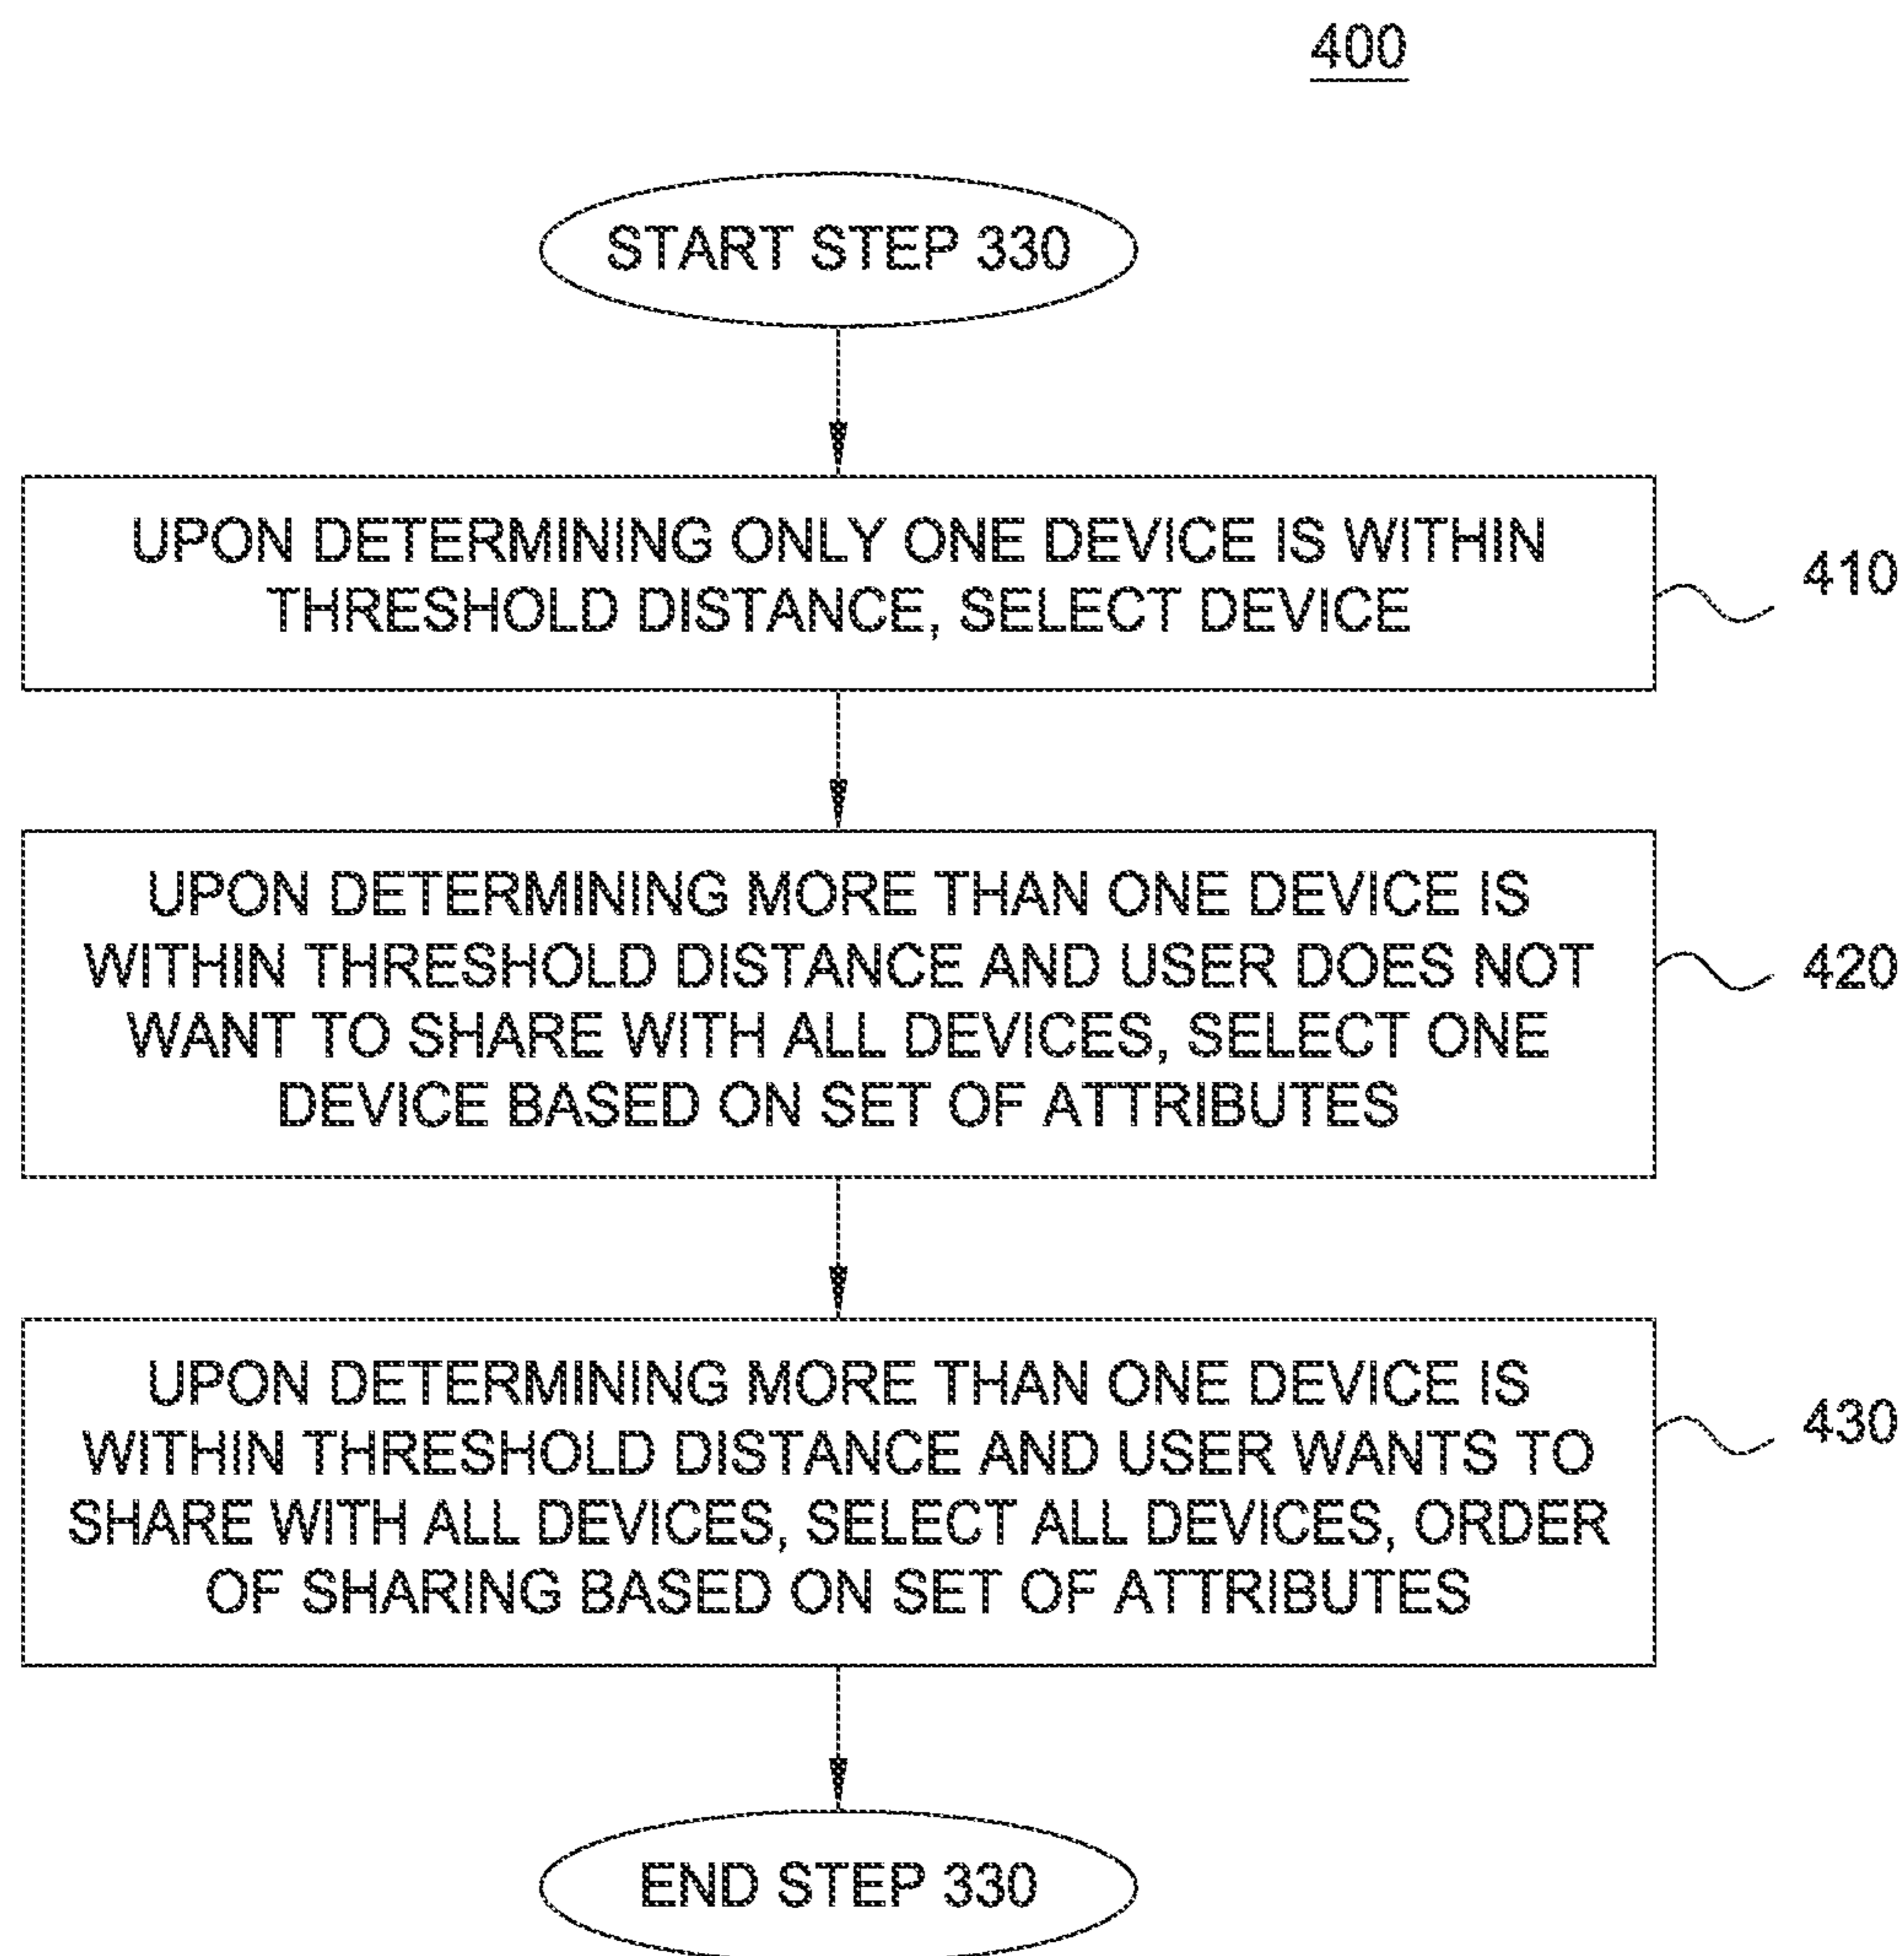 400
START STEP 330
UPON DETERMINING ONLY ONE DEVICE IS WITHIN
THRESHOLD DISTANCE, SELECT DEVICE
410
UPON DETERMINING MORE THAN ONE DEVICE IS
WITHIN THRESHOLD DISTANCE AND USER DOES NOT
WANT TO SHARE WITH ALL DEVICES, SELECT ONE
DEVICE BASED ON SET OF ATTRIBUTES
420
UPON DETERMINING MORE THAN ONE DEVICE IS
WITHIN THRESHOLD DISTANCE AND USER WANTS TO
SHARE WITH ALL DEVICES, SELECT ALL DEVICES, ORDER
OF SHARING BASED ON SET OF ATTRIBUTES
430
END STEP 330